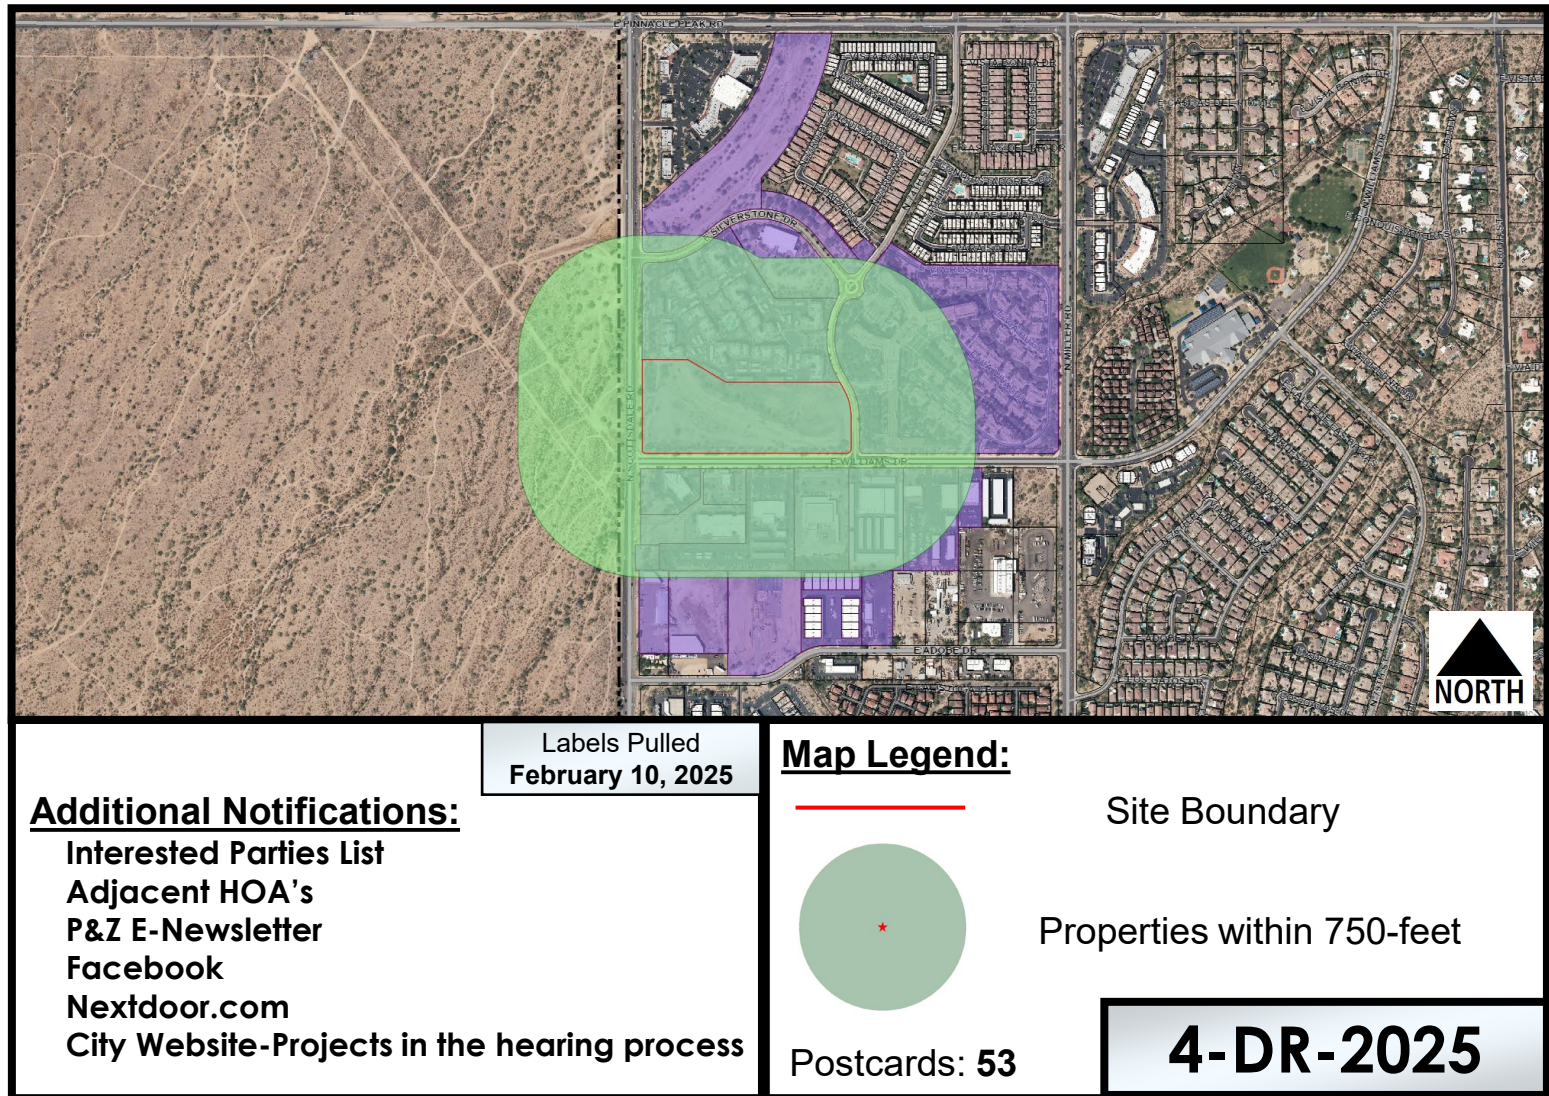 E PINNACLE PEAK RD
E SILVERSTONE DR
N MILLER RD
N SCOTTSDALE RD
E WILLIAMS DR
E ADOBE DR
NORTH
Labels Pulled
February 10, 2025
Additional Notifications:
Interested Parties List
Adjacent HOA's
P&Z E-Newsletter
Facebook
Nextdoor.com
City Website-Projects in the hearing process
Map Legend:
Site Boundary
Properties within 750-feet
Postcards: 53
4-DR-2025